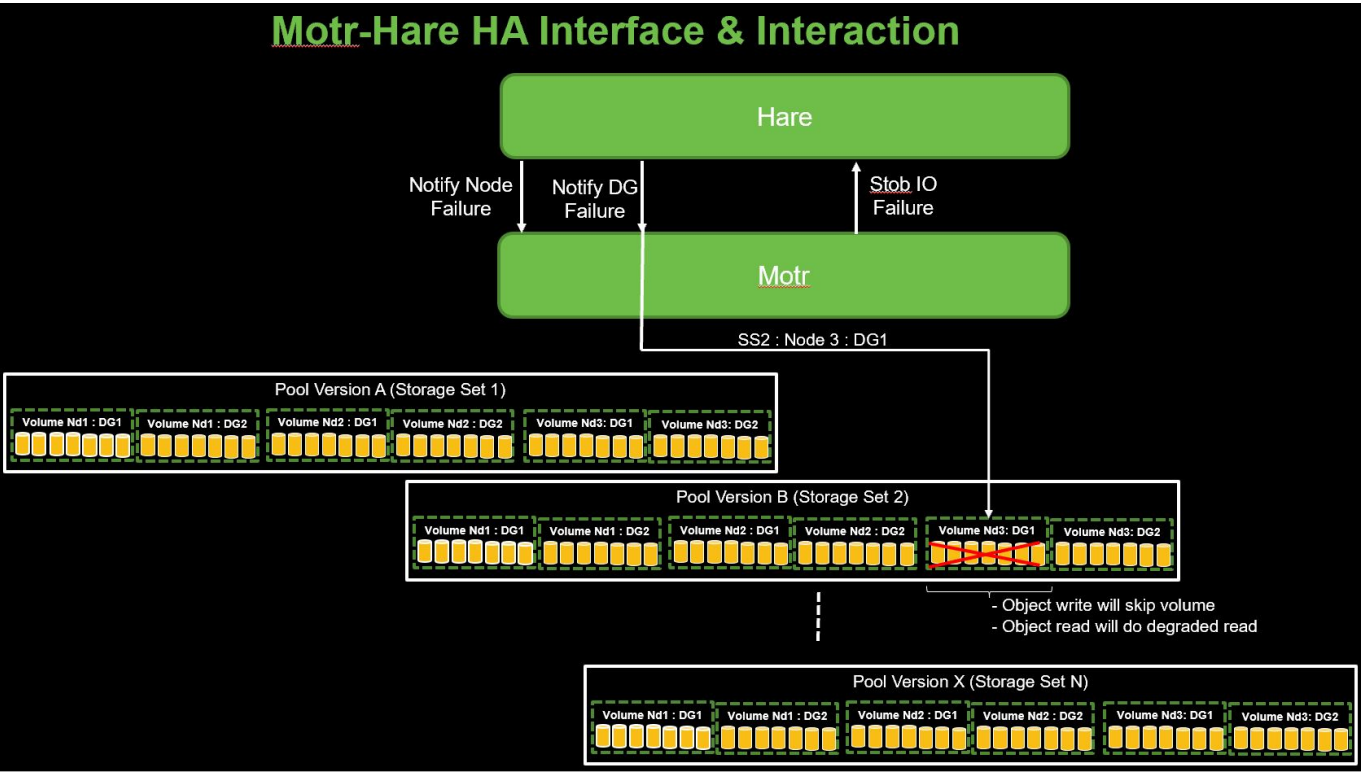 Motr-Hare HA Interface & Interaction
Hare
Notify Node
Failure
Notify DG
Failure
Stob IO
Failure
Motr
SS2 : Node 3 : DG1
Pool Version A (Storage Set 1)
Volume Nd1 : DG1
Volume Nd1 : DG2
Volume Nd2 : DG1
Volume Nd2 : DG2
Volume Nd3: DG1
Volume Nd3: DG2
Pool Version B (Storage Set 2)
Volume Nd1 : DG1
Volume Nd1 : DG2
Volume Nd2 : DG1
Volume Nd2 : DG2
Volume Nd3: DG1
Volume Nd3: DG2
- Object write will skip volume
- Object read will do degraded read
Pool Version X (Storage Set N)
Volume Nd1 : DG1
Volume Nd1 : DG2
Volume Nd2 : DG1
Volume Nd2 : DG2
Volume Nd3: DG1
Volume Nd3: DG2